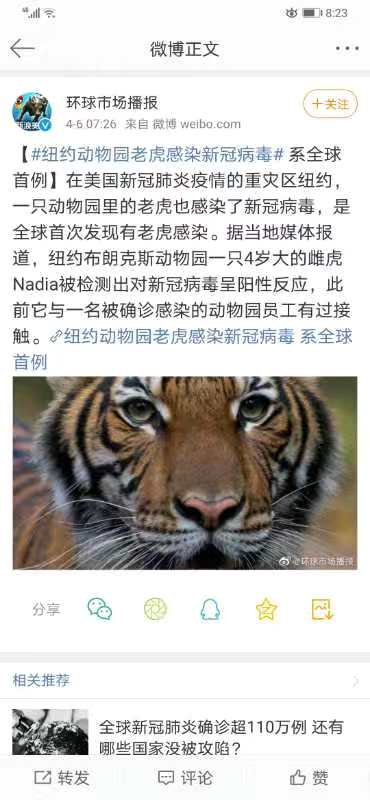 8:23
微博正文
环球市场播报
+关注
4-6 07:26 来自 微博 weibo.com
【#纽约动物园老虎感染新冠病毒# 系全球
首例】在美国新冠肺炎疫情的重灾区纽约，
一只动物园里的老虎也感染了新冠病毒，是
全球首次发现有老虎感染。据当地媒体报
道，纽约布朗克斯动物园一只4岁大的雌虎
Nadia被检测出对新冠病毒呈阳性反应，此
前它与一名被确诊感染的动物园员工有过接
触。纽约动物园老虎感染新冠病毒 系全球
首例
@环球市场播报
分享
相关推荐
全球新冠肺炎确诊超110万例 还有
哪些国家没被攻陷？
转发
评论
赞